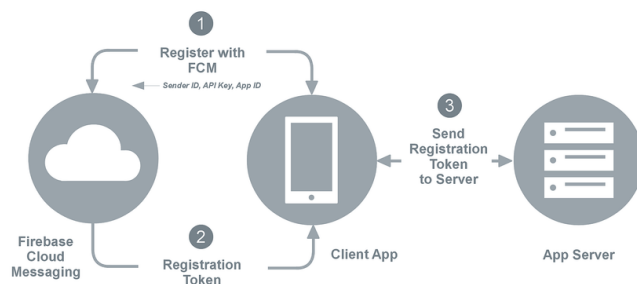 1
Register with
FCM
Sender ID, API Key, App ID
3
Send
Registration
Token
to Server
2
Registration
Token
Firebase
Cloud
Messaging
Client App
App Server